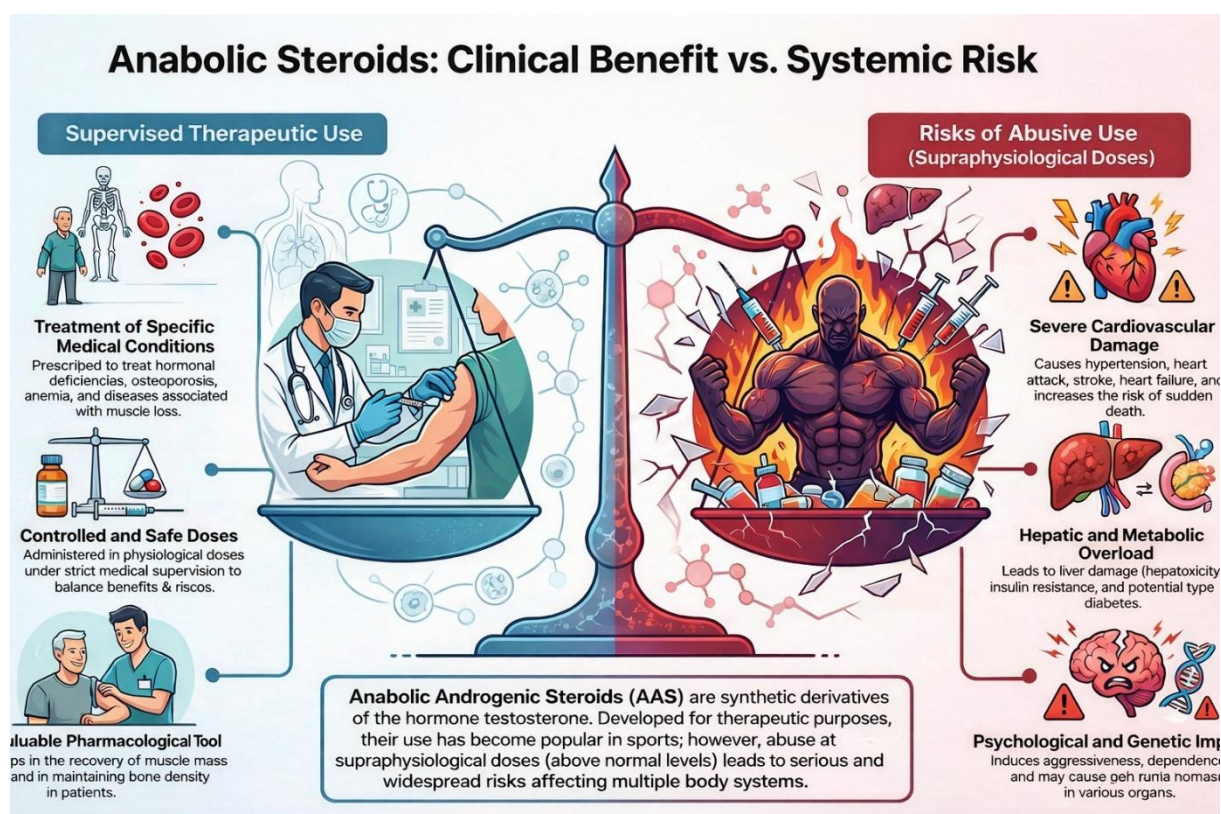 Anabolic Steroids: Clinical Benefit vs. Systemic Risk
Supervised Therapeutic Use
Treatment of Specific
Medical Conditions
Prescribed to treat hormonal
deficiencies, osteoporosis,
anemia, and diseases associated
with muscle loss.
Controlled and Safe Doses
Administered in physiological doses
under strict medical supervision to
balance benefits & riscos.
luable Pharmacological Tool
ps in the recovery of muscle mass
and in maintaining bone density
in patients.
Risks of Abusive Use
(Supraphysiological Doses)
Severe Cardiovascular
Damage
Causes hypertension, heart
attack, stroke, heart failure, and
increases the risk of sudden
death.
Hepatic and Metabolic
Overload
Leads to liver damage (hepatoxicity
insulin resistance, and potential type
diabetes.
Psychological and Genetic Imp
Induces aggressiveness, dependence
and may cause
in various organs.
Anabolic Androgenic Steroids (AAS) are synthetic derivatives
of the hormone testosterone. Developed for therapeutic purposes,
their use has become popular in sports; however, abuse at
supraphysiological doses (above normal levels) leads to serious and
widespread risks affecting multiple body systems.